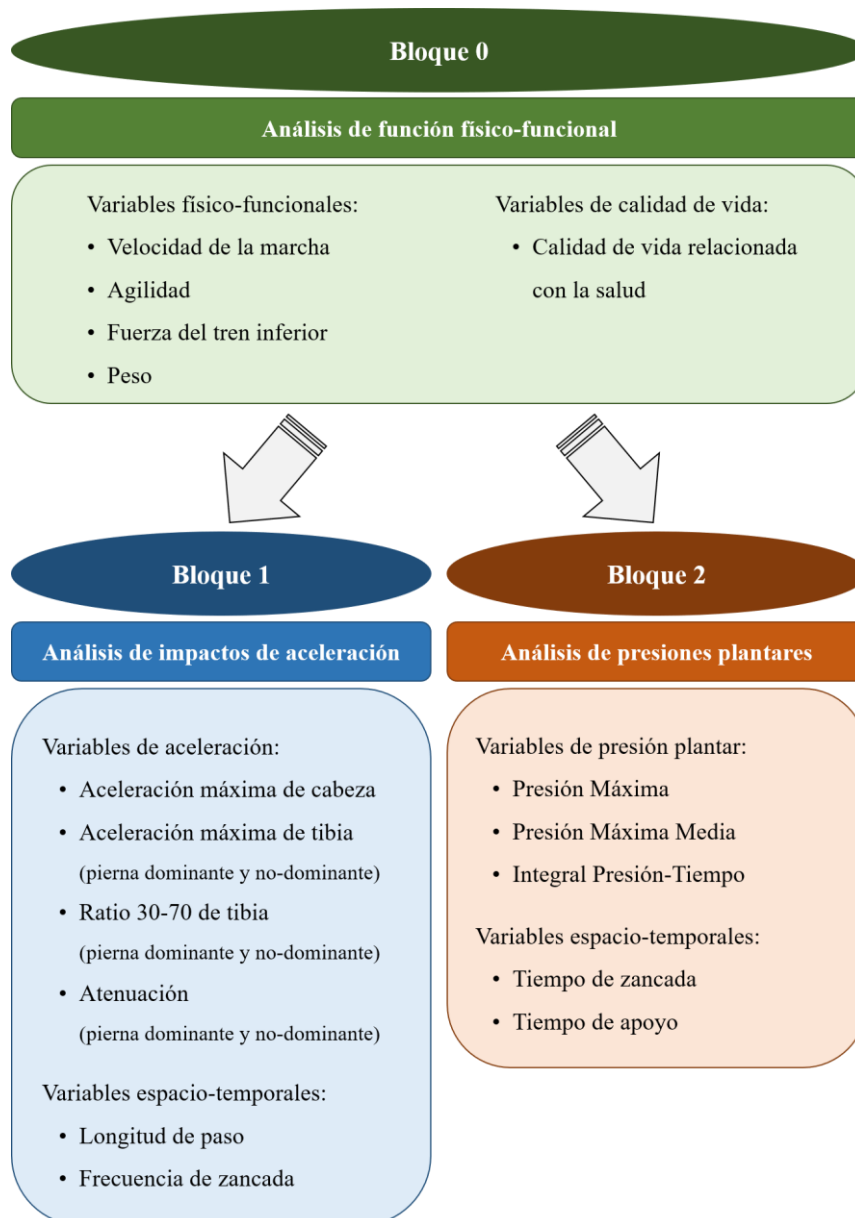 Bloque 0
Análisis de función físico-funcional
Variables físico-funcionales:
• Velocidad de la marcha
• Agilidad
• Fuerza del tren inferior
• Peso
Variables de calidad de vida:
• Calidad de vida relacionada
con la salud
Bloque 1
Análisis de impactos de aceleración
Variables de aceleración:
• Aceleración máxima de cabeza
• Aceleración máxima de tibia
(pierna dominante y no-dominante)
• Ratio 30-70 de tibia
(pierna dominante y no-dominante)
• Atenuación
(pierna dominante y no-dominante)
Variables espacio-temporales:
• Longitud de paso
• Frecuencia de zancada
Bloque 2
Análisis de presiones plantares
Variables de presión plantar:
• Presión Máxima
• Presión Máxima Media
• Integral Presión-Tiempo
Variables espacio-temporales:
• Tiempo de zancada
• Tiempo de apoyo